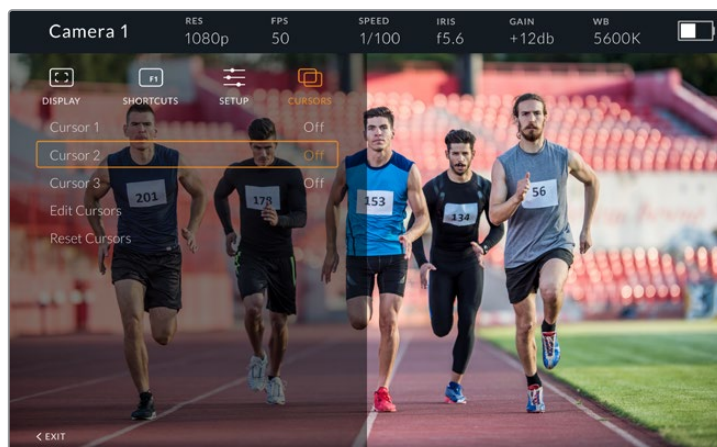 Camera 1
RES FPS SPEED IRIS GAIN WB
1080p 50 1/100 f5.6 +12db 5600K
F1
DISPLAY SHORTCUTS SETUP CURSORS
Cursor 1 Off
Cursor 2 Off
Cursor 3 Off
Edit Cursors
Reset Cursors
201
178
153
134
56
< EXIT